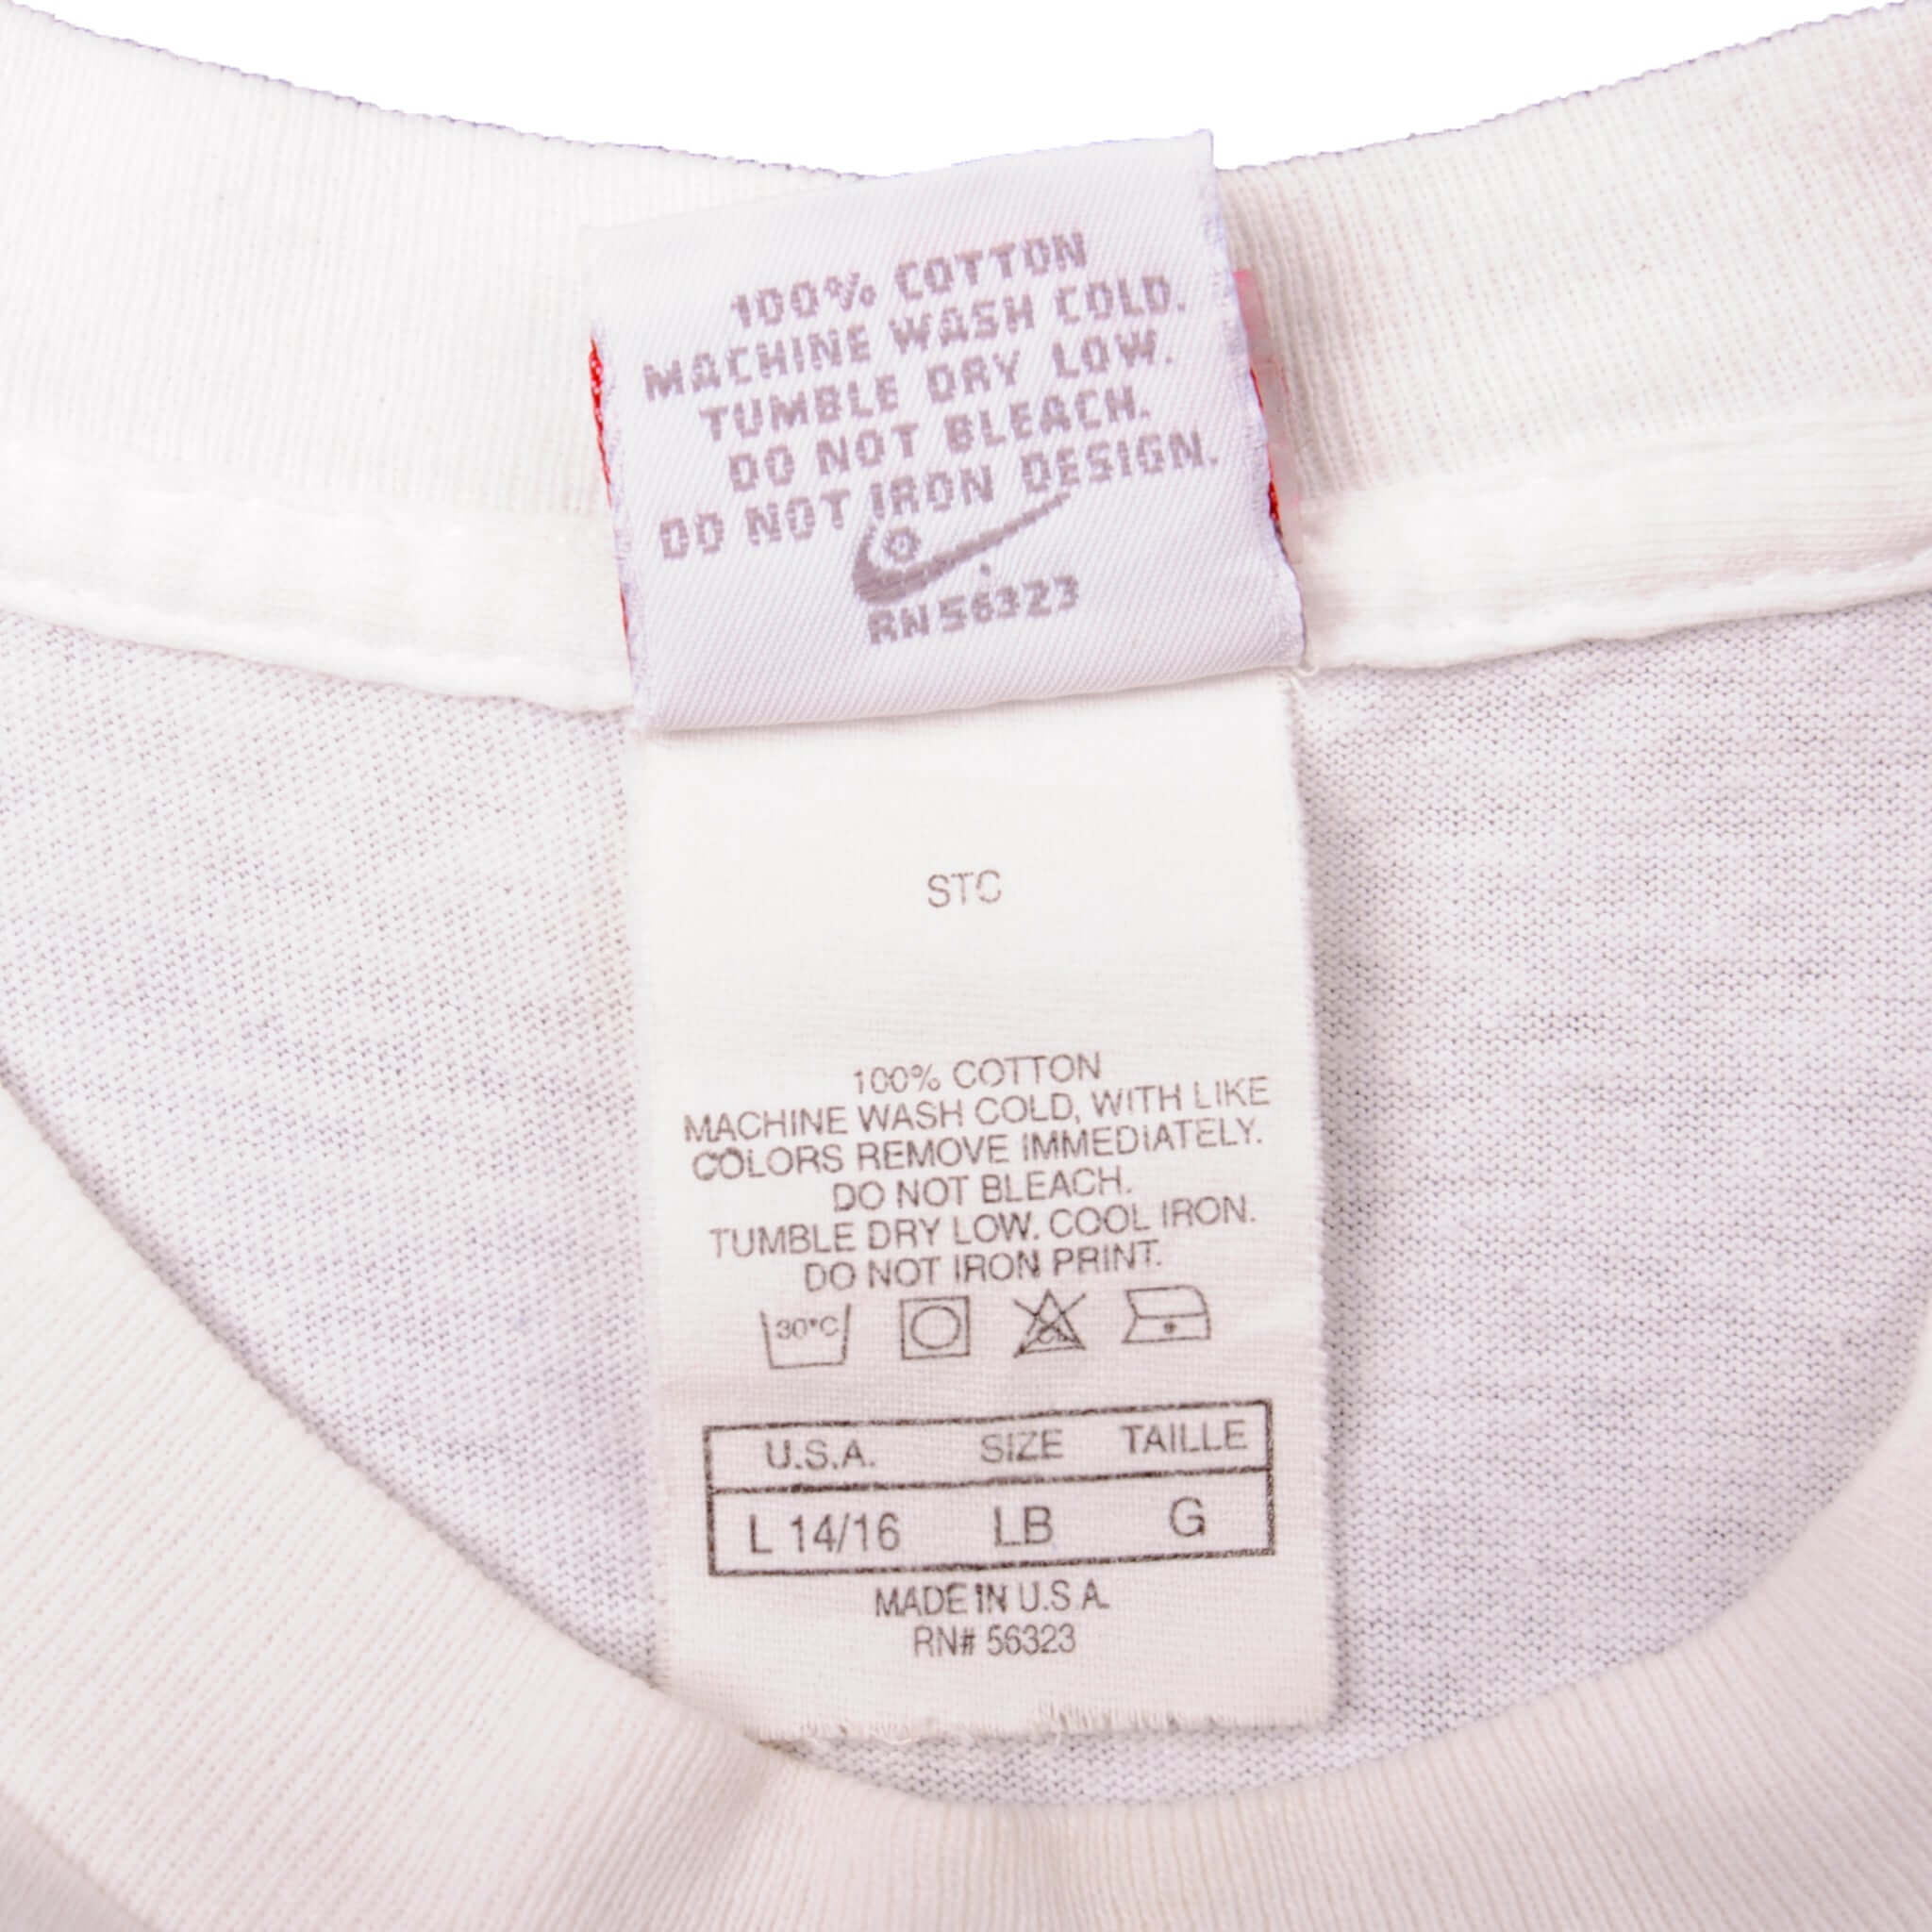 100% COTTON
MACHINE WASH COLD.
TUMBLE DRY LOW.
DO NOT BLEACH.
DO NOT IRON DESIGN.
RN 56323
STC
100% COTTON
MACHINE WASH COLD, WITH LIKE
COLORS REMOVE IMMEDIATELY.
DO NOT BLEACH.
TUMBLE DRY LOW. COOL IRON.
DO NOT IRON PRINT.
30°C CL
U.S.A. SIZE TAILLE
L 14/16 LB G
MADE IN U.S.A.
RN# 56323